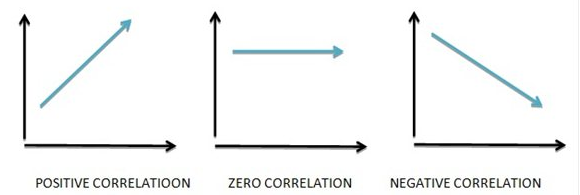 POSITIVE CORRELATIOON
ZERO CORRELATION
NEGATIVE CORRELATION